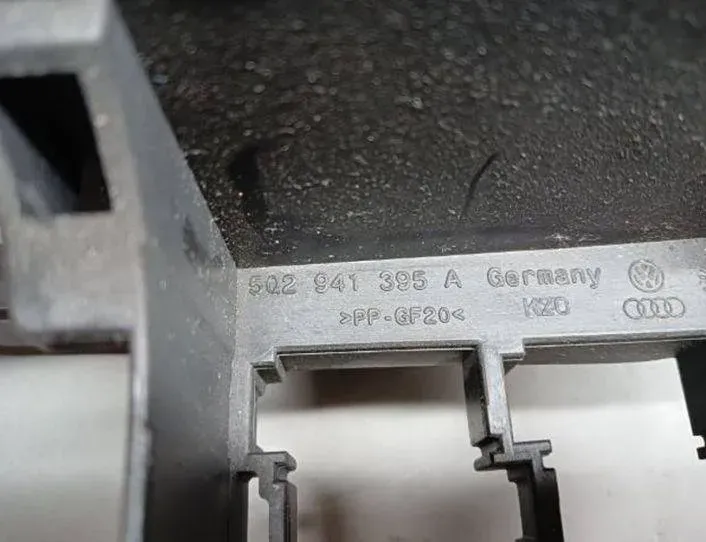 5Q2 941 395 A Germany
>PP-GF20< KZO